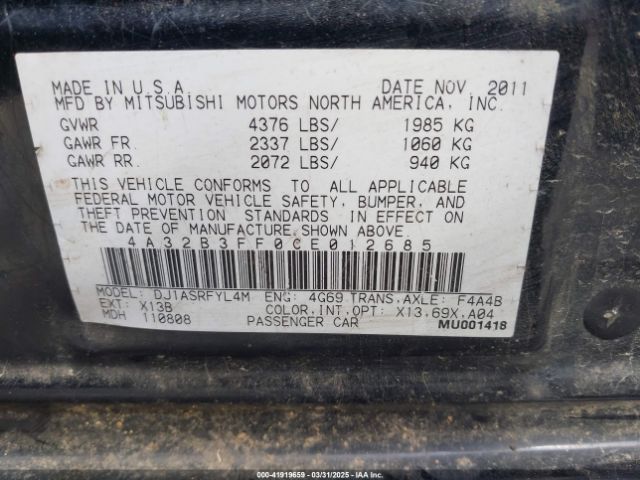 MADE IN U.S.A. DATE NOV. 2011
MFD BY MITSUBISHI MOTORS NORTH AMERICA, INC.
GVWR 4376 LBS/ 1985 KG
GAWR FR. 2337 LBS/ 1060 KG
GAWR RR. 2072 LBS/ 940 KG
THIS VEHICLE CONFORMS TO ALL APPLICABLE
FEDERAL MOTOR VEHICLE SAFETY, BUMPER, AND
THEFT PREVENTION STANDARDS IN EFFECT ON
THE DATE OF MANUFACTURE SHOWN ABOVE.
4A32B3FF0CE012685
MODEL: DJ1ASRFYL4M ENG: 4G69 TRANS,AXLE: F4A4B
EXT: X13B COLOR,INT,OPT: X13,69X,A04
MDH 110808 PASSENGER CAR MU001418
000-41919659 - 03/31/2025 - IAA Inc.